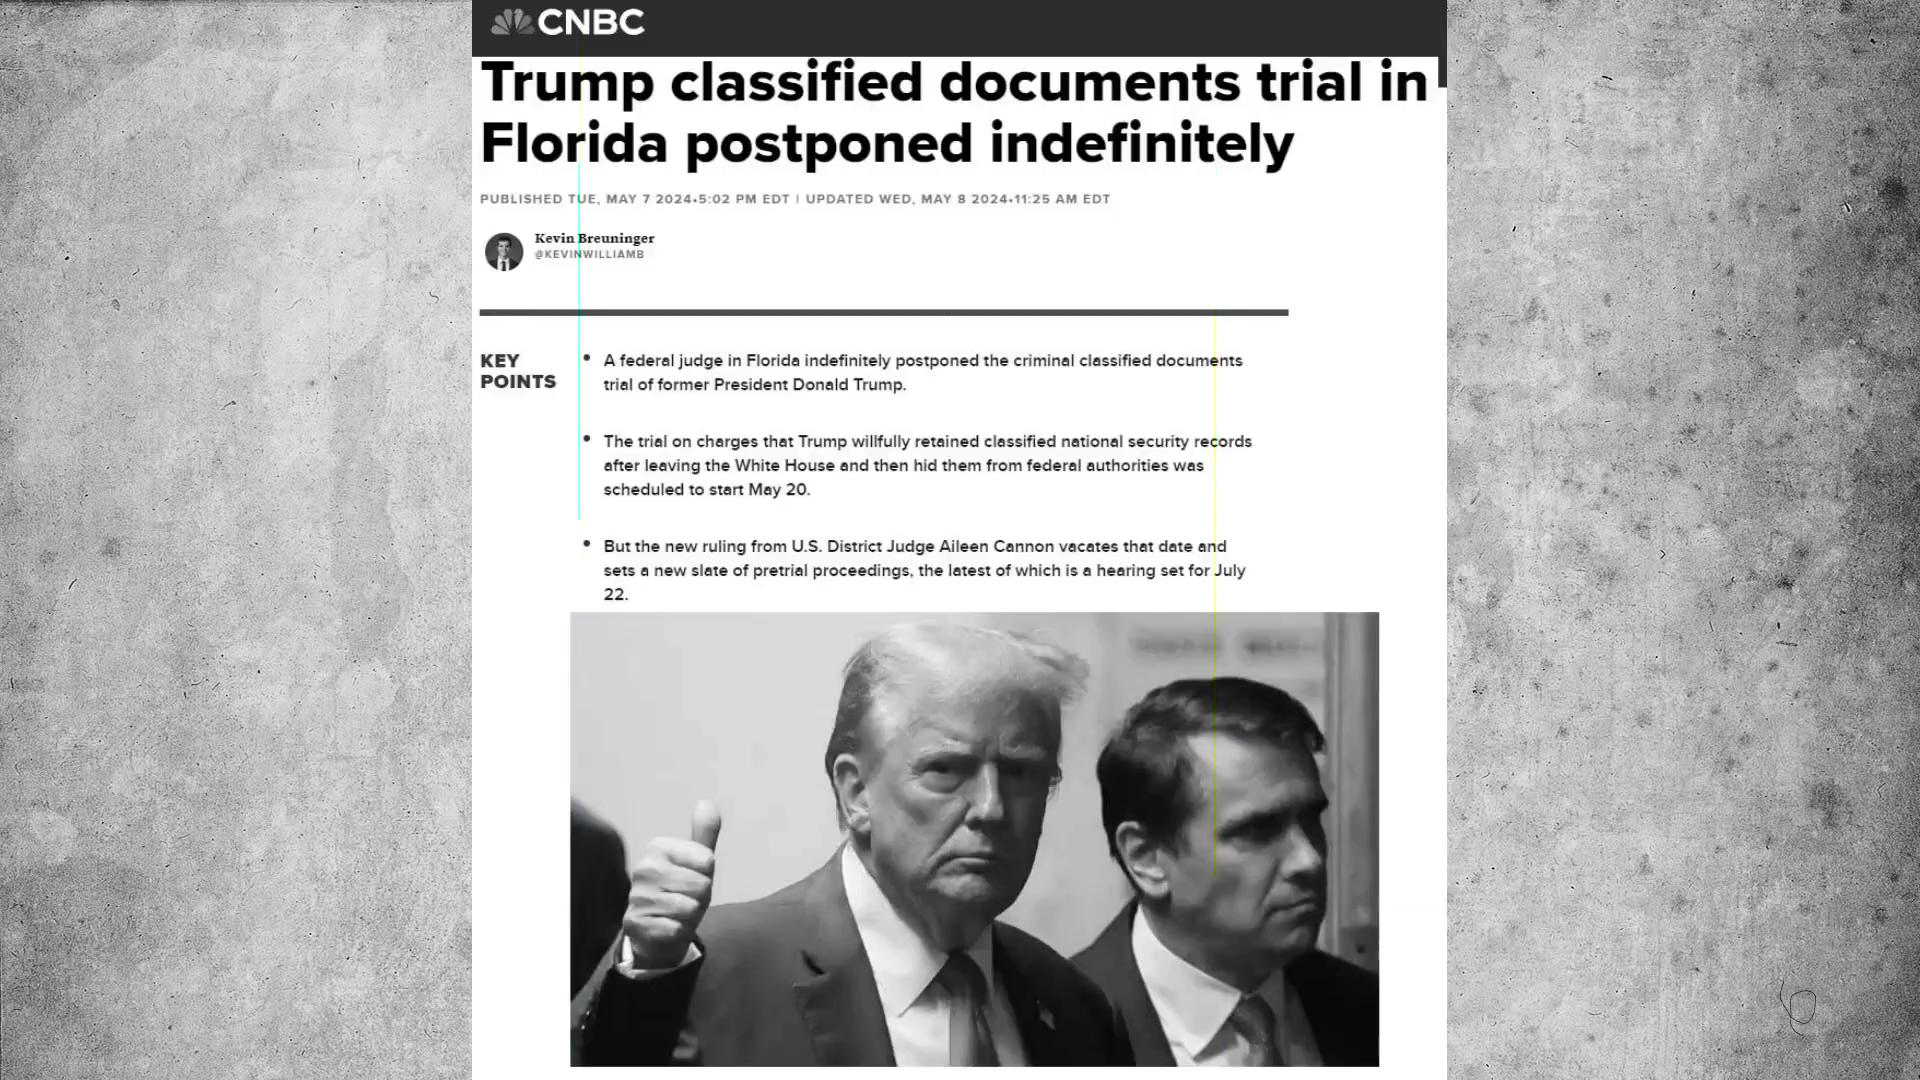 CNBC
Trump classified documents trial in
Florida postponed indefinitely
PUBLISHED TUE, MAY 7 2024•5:02 PM EDT | UPDATED WED, MAY 8 2024•11:25 AM EDT
Kevin Breuninger
@KEVINWILLIAMB
KEY
POINTS
• A federal judge in Florida indefinitely postponed the criminal classified documents
trial of former President Donald Trump.
• The trial on charges that Trump willfully retained classified national security records
after leaving the White House and then hid them from federal authorities was
scheduled to start May 20.
• But the new ruling from U.S. District Judge Aileen Cannon vacates that date and
sets a new slate of pretrial proceedings, the latest of which is a hearing set for July
22.